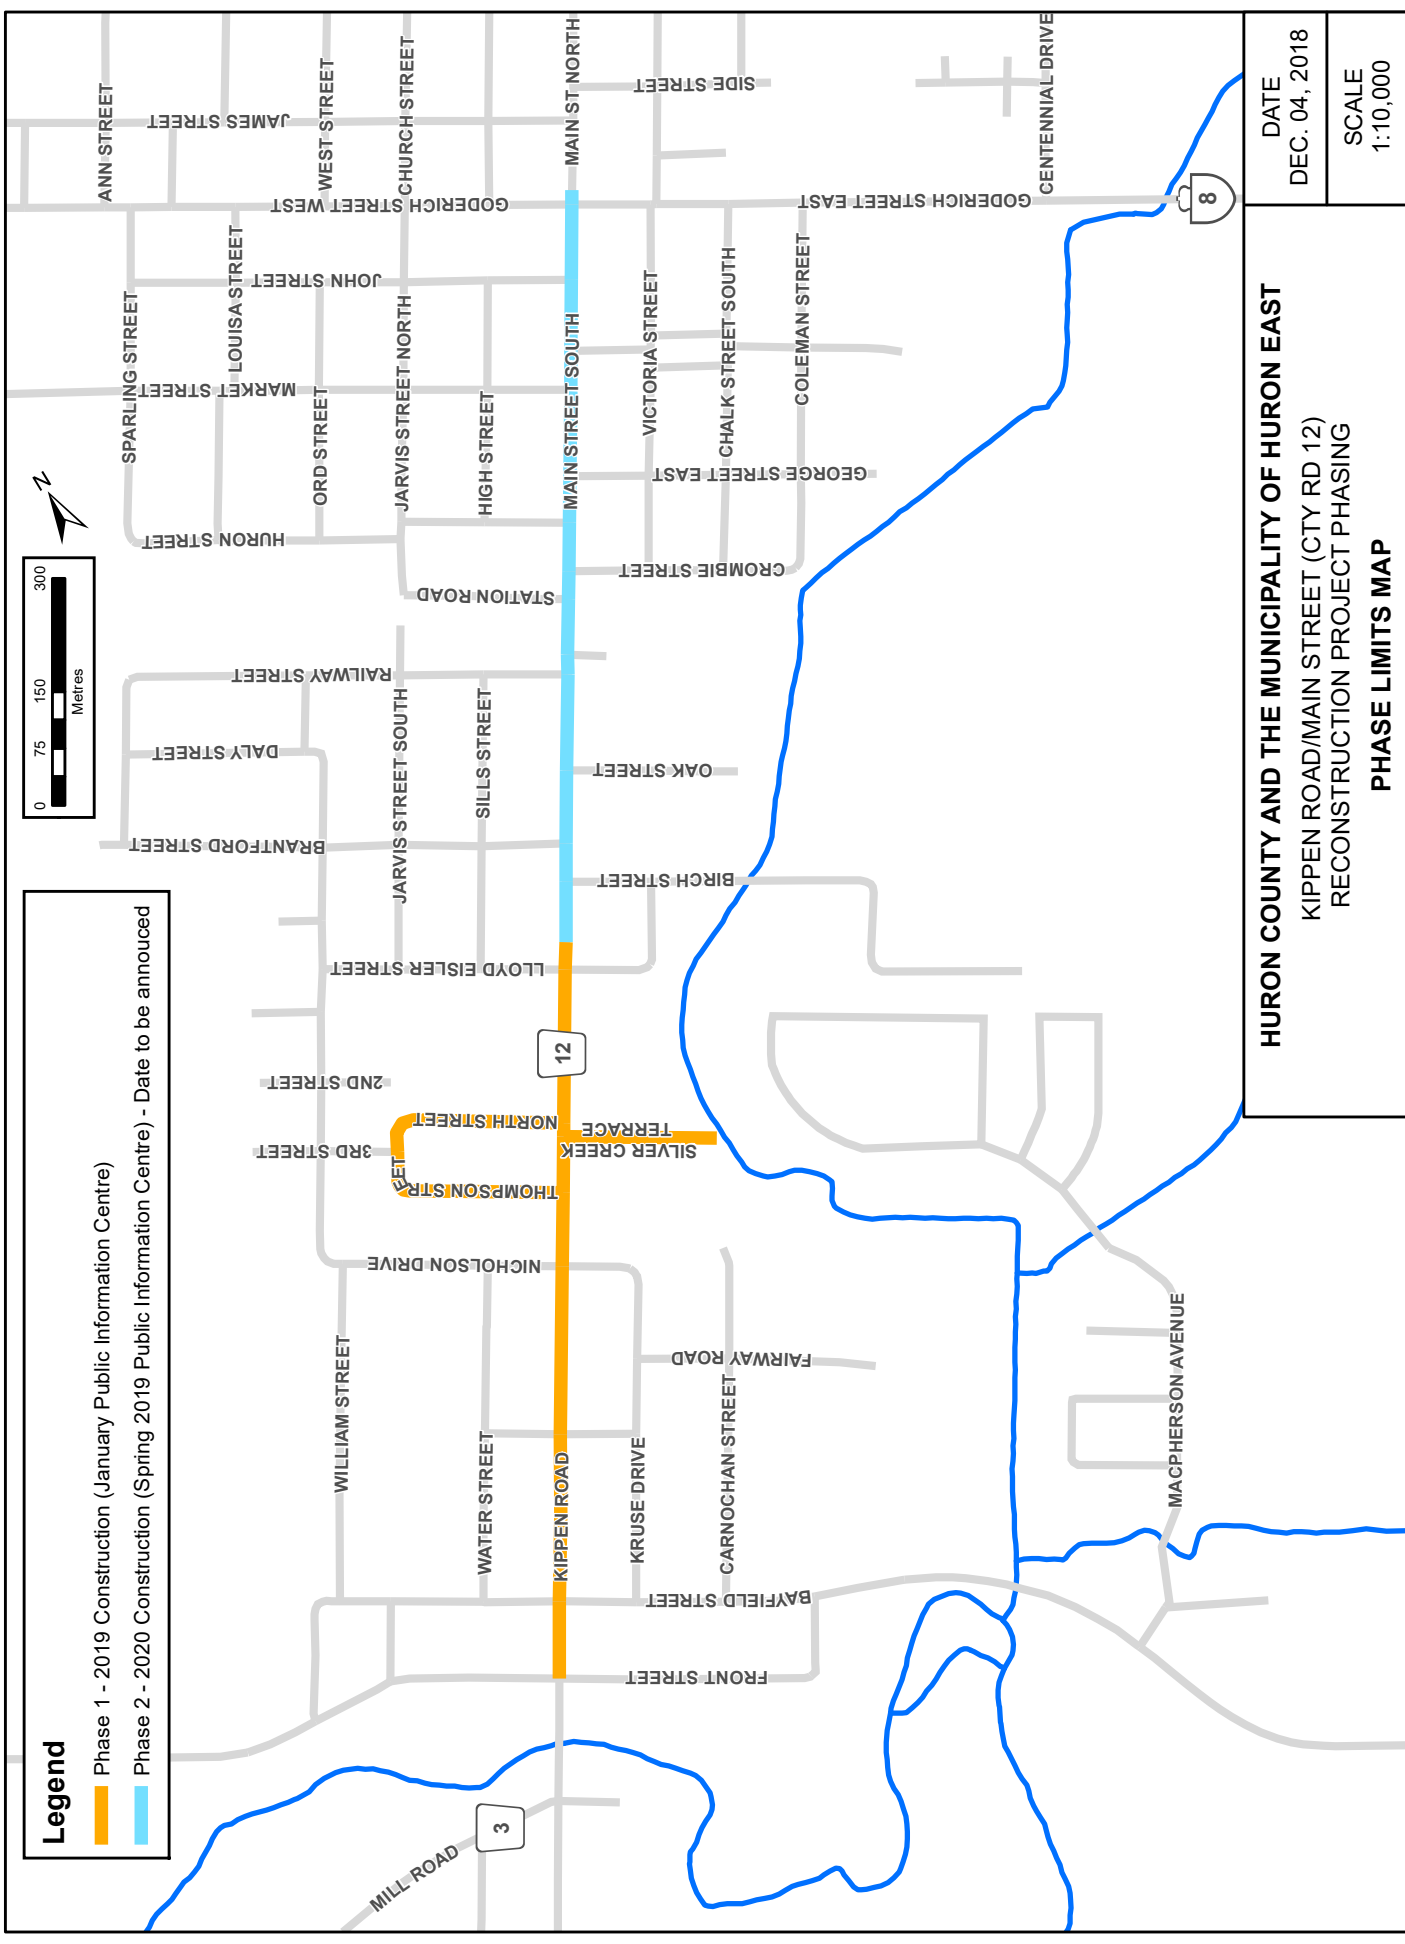 Legend
Phase 1 - 2019 Construction (January Public Information Centre)
Phase 2 - 2020 Construction (Spring 2019 Public Information Centre) - Date to be annouced
0 75 150 300
Metres
N
ANN STREET
JAMES STREET
WEST STREET
CHURCH STREET
MAIN ST NORTH
SIDE STREET
CENTENNIAL DRIVE
GODERICH STREET WEST
GODERICH STREET EAST
8
SPARLING STREET
LOUISA STREET
JOHN STREET
MARKET STREET
ORD STREET
JARVIS STREET NORTH
HIGH STREET
MAIN STREET SOUTH
VICTORIA STREET
CHALK STREET SOUTH
COLEMAN STREET
GEORGE STREET EAST
HURON STREET
CROMBIE STREET
STATION ROAD
RAILWAY STREET
DALY STREET
JARVIS STREET SOUTH
SILLS STREET
OAK STREET
BRANTFORD STREET
BIRCH STREET
LLOYD EISLER STREET
12
2ND STREET
3RD STREET
NORTH STREET
SILVER CREEK
TERRACE
THOMPSON STREET
NICHOLSON DRIVE
WILLIAM STREET
WATER STREET
KIPPEN ROAD
KRUSE DRIVE
FAIRWAY ROAD
CARNOCHAN STREET
MACPHERSON AVENUE
BAYFIELD STREET
FRONT STREET
MILL ROAD
3
HURON COUNTY AND THE MUNICIPALITY OF HURON EAST
KIPPEN ROAD/MAIN STREET (CTY RD 12)
RECONSTRUCTION PROJECT PHASING
PHASE LIMITS MAP
DATE
DEC. 04, 2018
SCALE
1:10,000